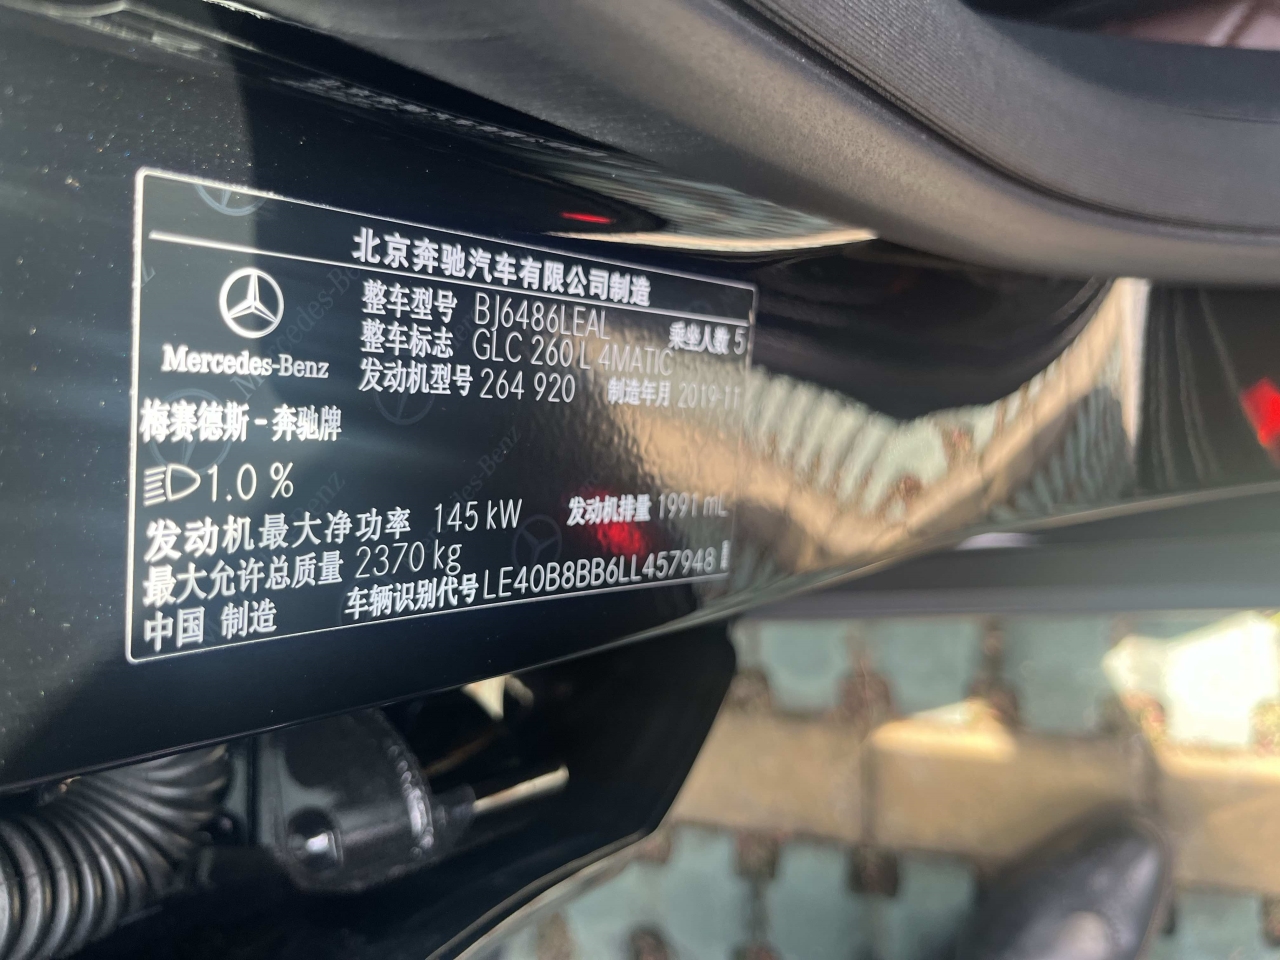 北京奔驰汽车有限公司制造
整车型号 BJ6486LEAL 乘坐人数 5
整车标志 GLC 260 L 4MATIC
发动机型号 264 920 制造年月 2019-11
Mercedes-Benz
梅赛德斯-奔驰牌
1.0 %
发动机最大净功率 145 kW 发动机排量 1991 mL
最大允许总质量 2370 kg
车辆识别代号 LE40B8BB6LL457948
中国 制造